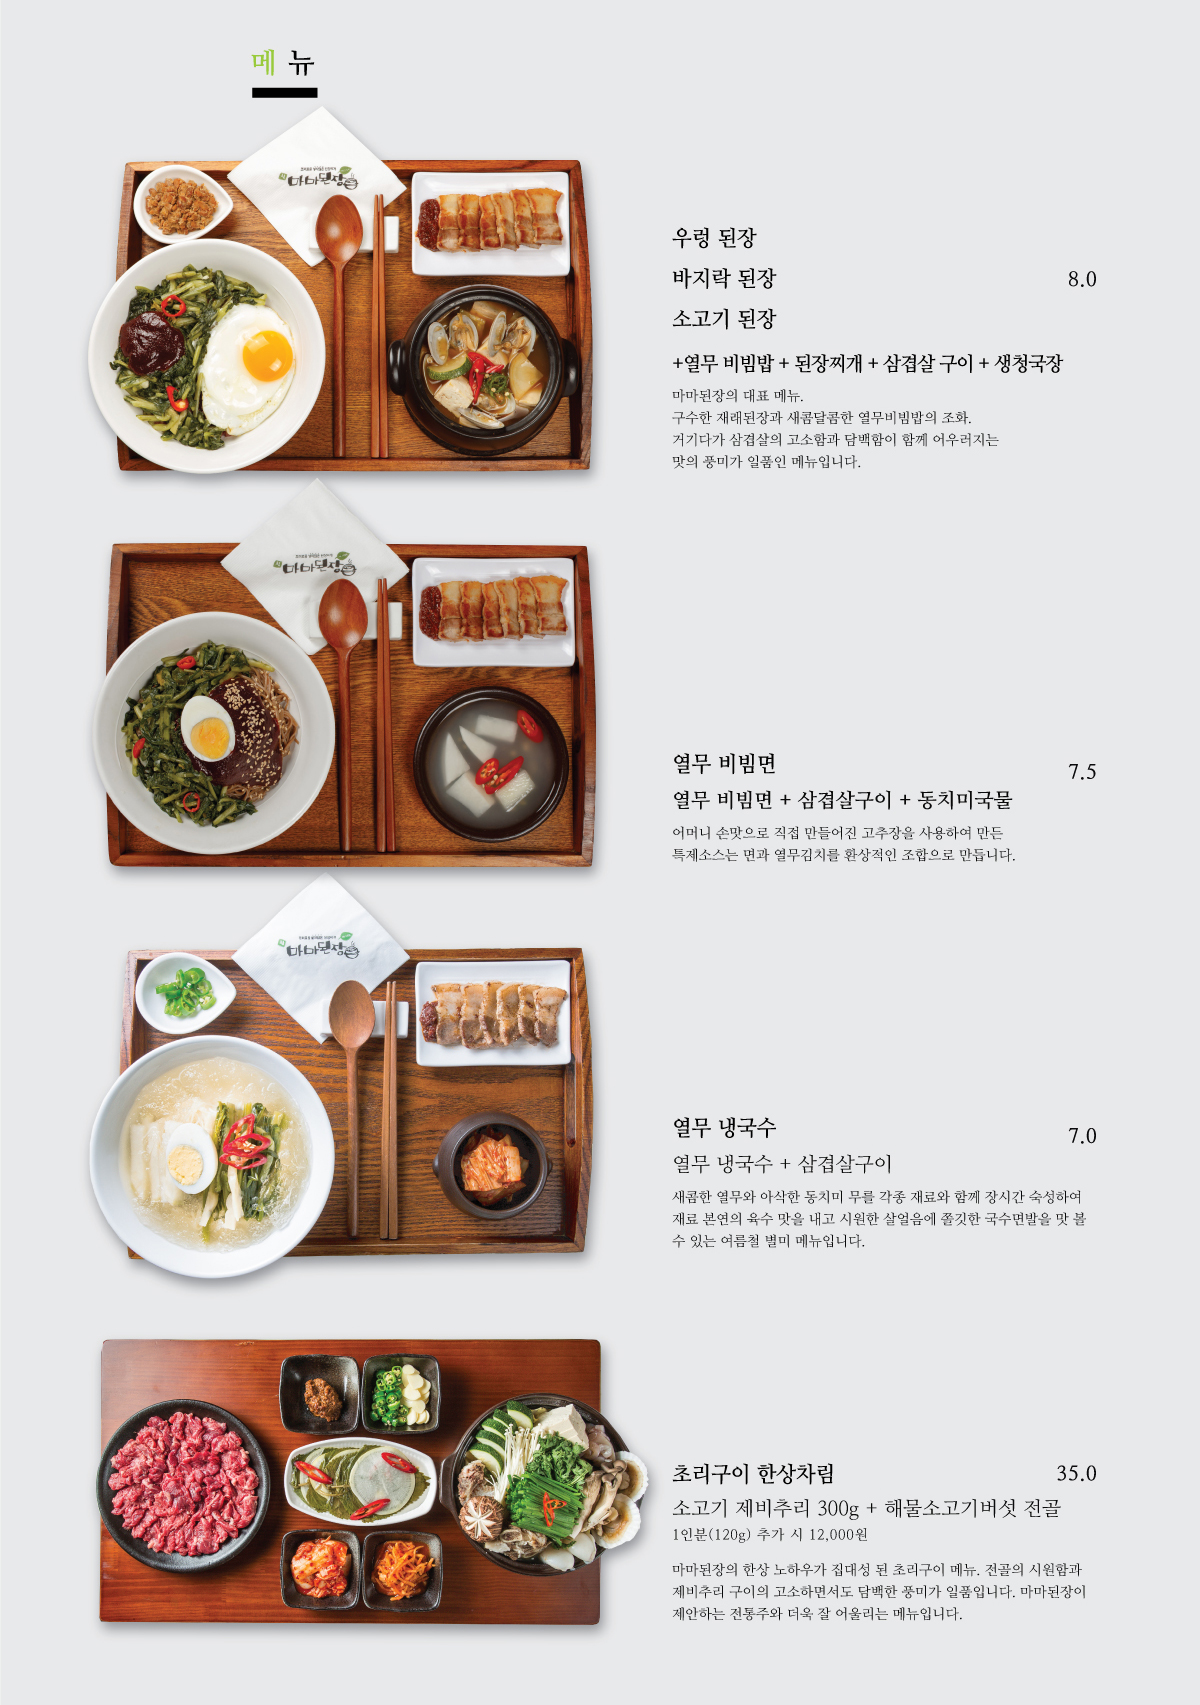 메 뉴
마마된장
우렁 된장
바지락 된장 8.0
소고기 된장
+열무 비빔밥 + 된장찌개 + 삼겹살 구이 + 생청국장
마마된장의 대표 메뉴.
구수한 재래된장과 새콤달콤한 열무비빔밥의 조화.
거기다가 삼겹살의 고소함과 담백함이 함께 어우러지는
맛의 풍미가 일품인 메뉴입니다.
마마된장
열무 비빔면 7.5
열무 비빔면 + 삼겹살구이 + 동치미국물
어머니 손맛으로 직접 만들어진 고추장을 사용하여 만든
특제소스는 면과 열무김치를 환상적인 조합으로 만듭니다.
마마된장
열무 냉국수 7.0
열무 냉국수 + 삼겹살구이
새콤한 열무와 아삭한 동치미 무를 각종 재료와 함께 장시간 숙성하여
재료 본연의 육수 맛을 내고 시원한 살얼음에 쫄깃한 국수면발을 맛 볼
수 있는 여름철 별미 메뉴입니다.
초리구이 한상차림 35.0
소고기 제비추리 300g + 해물소고기버섯 전골
1인분(120g) 추가 시 12,000원
마마된장의 한상 노하우가 집대성 된 초리구이 메뉴. 전골의 시원함과
제비추리 구이의 고소하면서도 담백한 풍미가 일품입니다. 마마된장이
제안하는 전통주와 더욱 잘 어울리는 메뉴입니다.